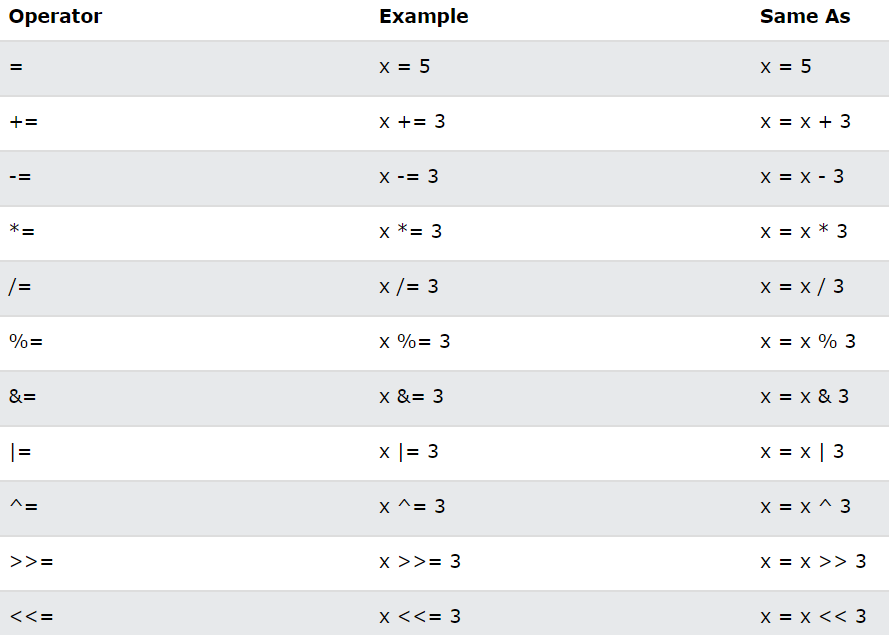 Operator Example Same As
= x = 5 x = 5
+= x += 3 x = x + 3
-= x -= 3 x = x - 3
*= x *= 3 x = x * 3
/= x /= 3 x = x / 3
%= x %= 3 x = x % 3
&= x &= 3 x = x & 3
|= x |= 3 x = x | 3
^= x ^= 3 x = x ^ 3
>>= x >>= 3 x = x >> 3
<<= x <<= 3 x = x << 3